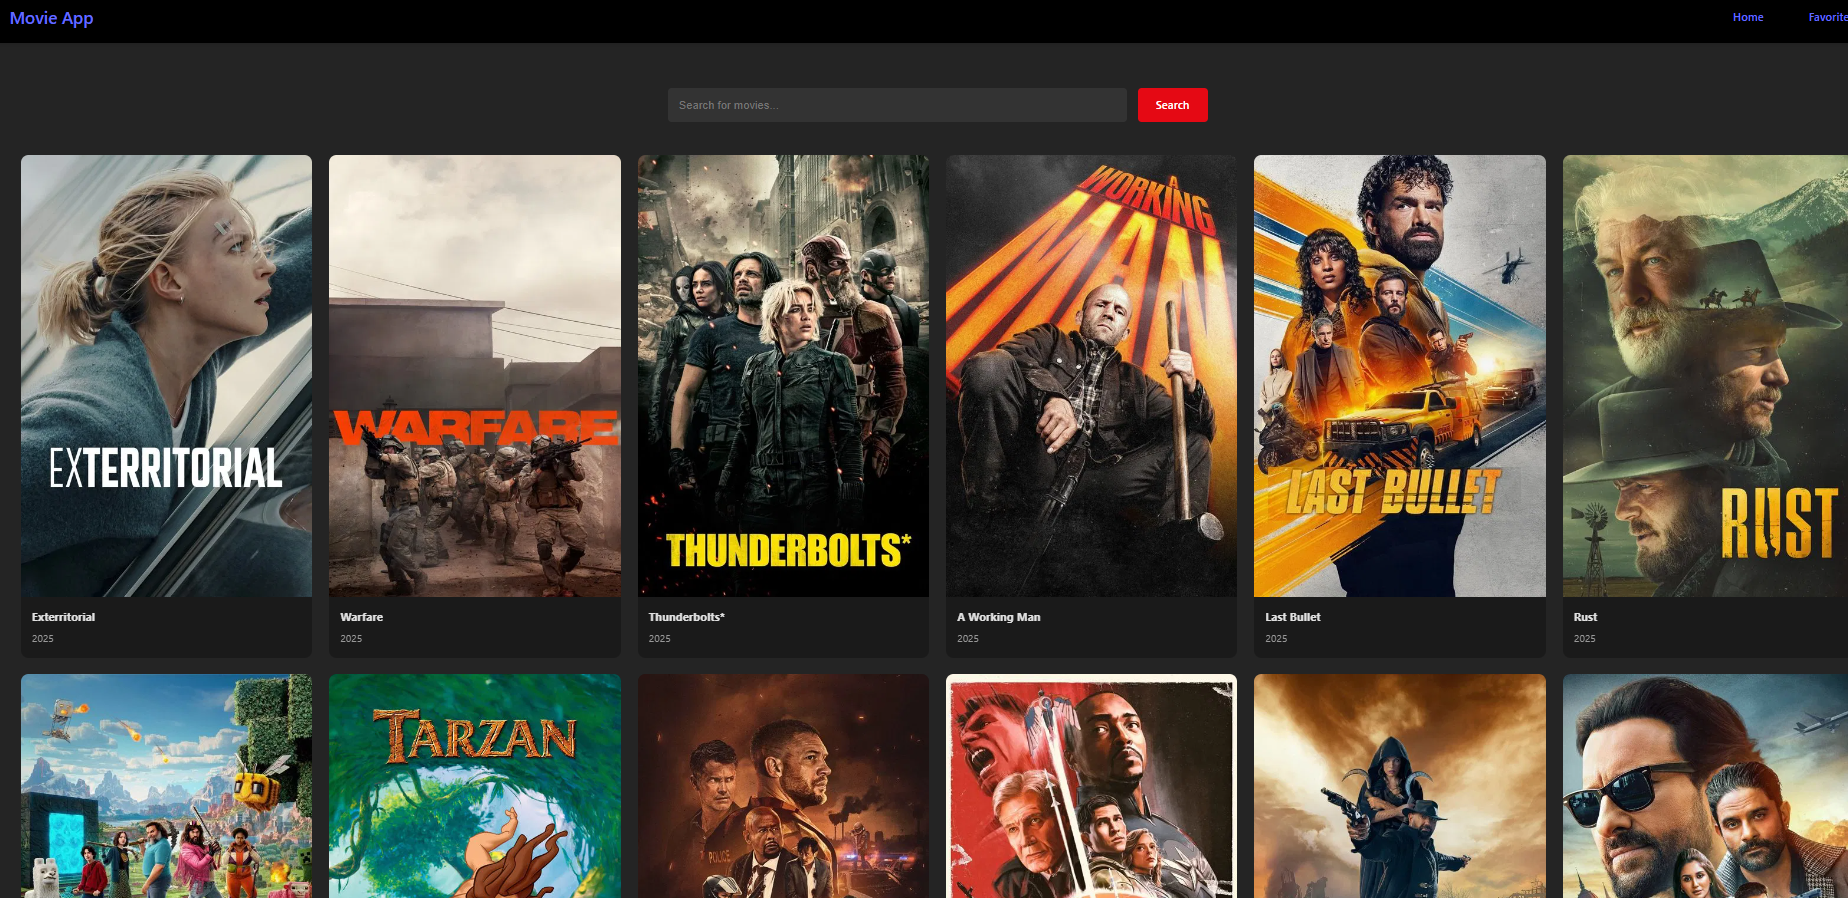 Movie App
Home
Favorite
Search for movies...
Search
EXTERRITORIAL
WARFARE
THUNDERBOLTS*
A
WORKING
MAN
LAST BULLET
RUST
Exterritorial
2025
Warfare
2025
Thunderbolts*
2025
A Working Man
2025
Last Bullet
2025
Rust
2025
TARZAN
POLICE